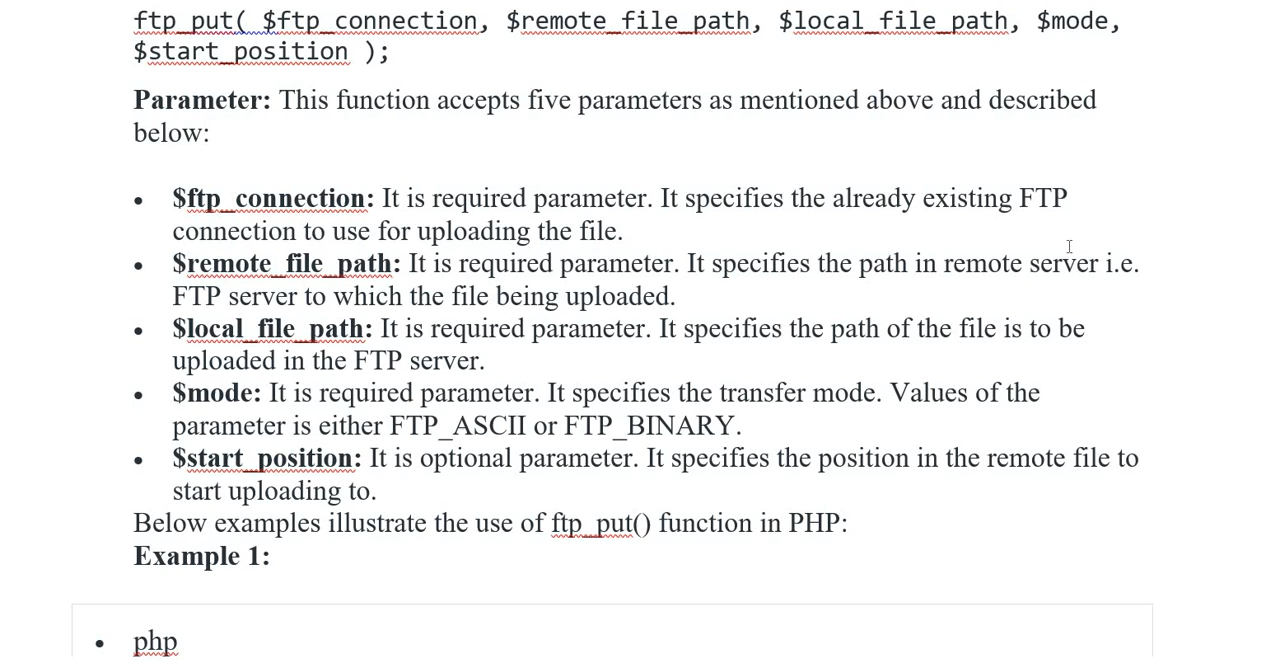 ftp_put( $ftp_connection, $remote_file_path, $local_file_path, $mode,
$start_position );
Parameter: This function accepts five parameters as mentioned above and described
below:
• $ftp_connection: It is required parameter. It specifies the already existing FTP
connection to use for uploading the file.
• $remote_file_path: It is required parameter. It specifies the path in remote server i.e.
FTP server to which the file being uploaded.
• $local_file_path: It is required parameter. It specifies the path of the file is to be
uploaded in the FTP server.
• $mode: It is required parameter. It specifies the transfer mode. Values of the
parameter is either FTP_ASCII or FTP_BINARY.
• $start_position: It is optional parameter. It specifies the position in the remote file to
start uploading to.
Below examples illustrate the use of ftp_put() function in PHP:
Example 1:
• php